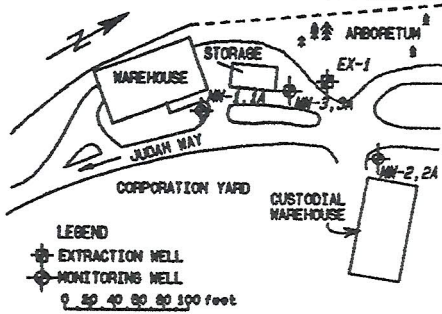 N
ARBORETUM
STORAGE
EX-1
WAREHOUSE
MW-1,1A
MW-3,3A
JUDAH WAY
MW-2,2A
CORPORATION YARD
CUSTODIAL
WAREHOUSE
LEGEND
EXTRACTION WELL
MONITORING WELL
0 20 40 60 80 100 feet